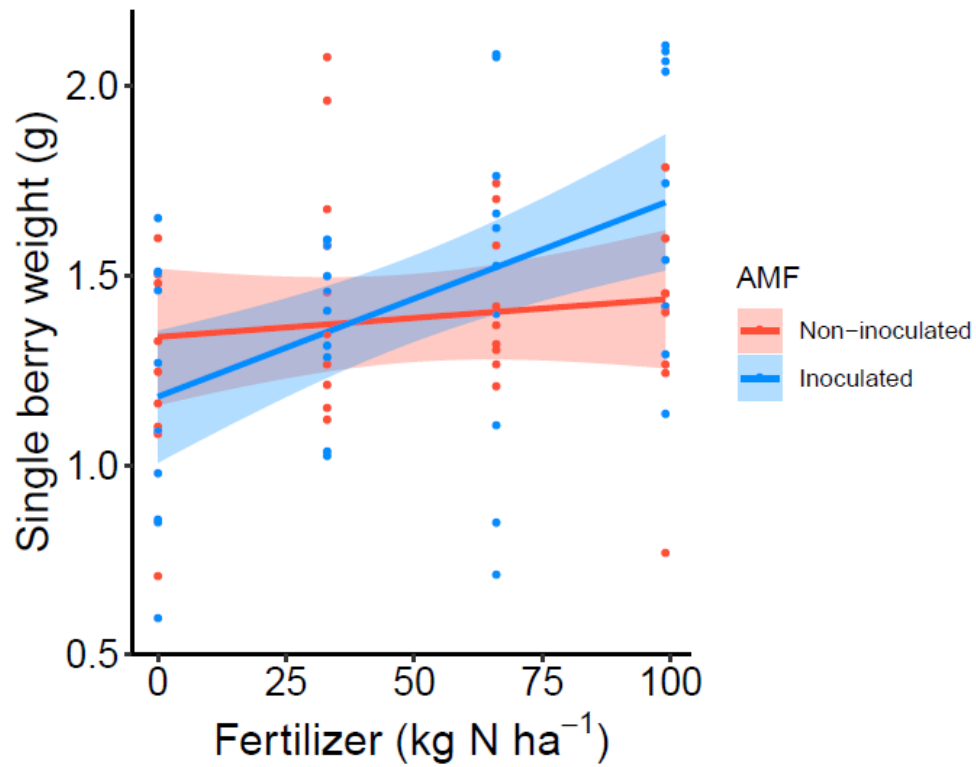 Single berry weight (g)
2.0
1.5
1.0
0.5
0 25 50 75 100
Fertilizer (kg N ha⁻¹)
AMF
Non−inoculated
Inoculated